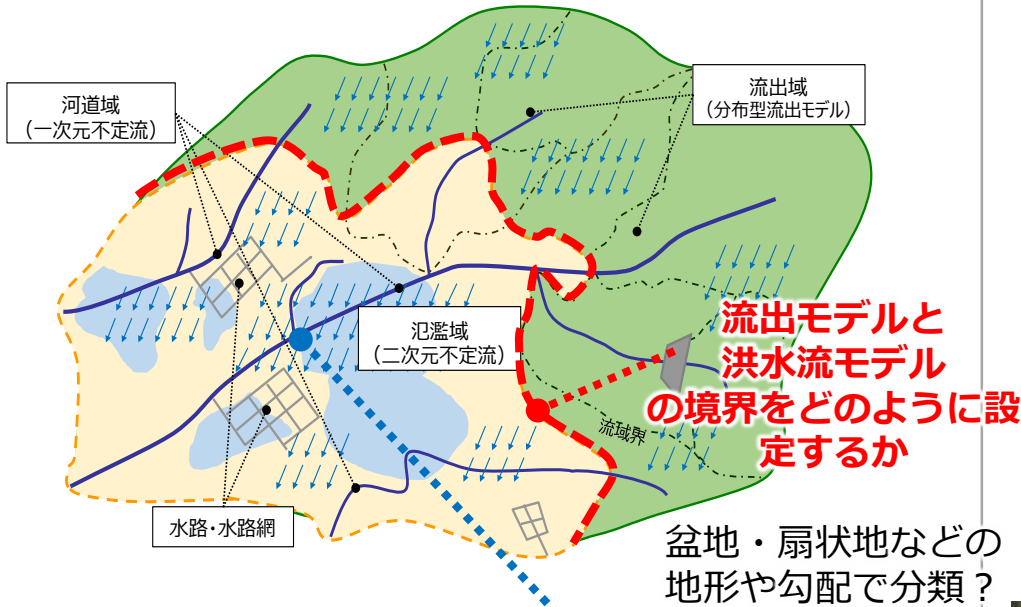 河道域
（一次元不定流）
流出域
（分布型流出モデル）
氾濫域
（二次元不定流）
流出モデルと
洪水流モデル
の境界をどのように設
定するか
流域界
水路・水路網
盆地・扇状地などの
地形や勾配で分類？